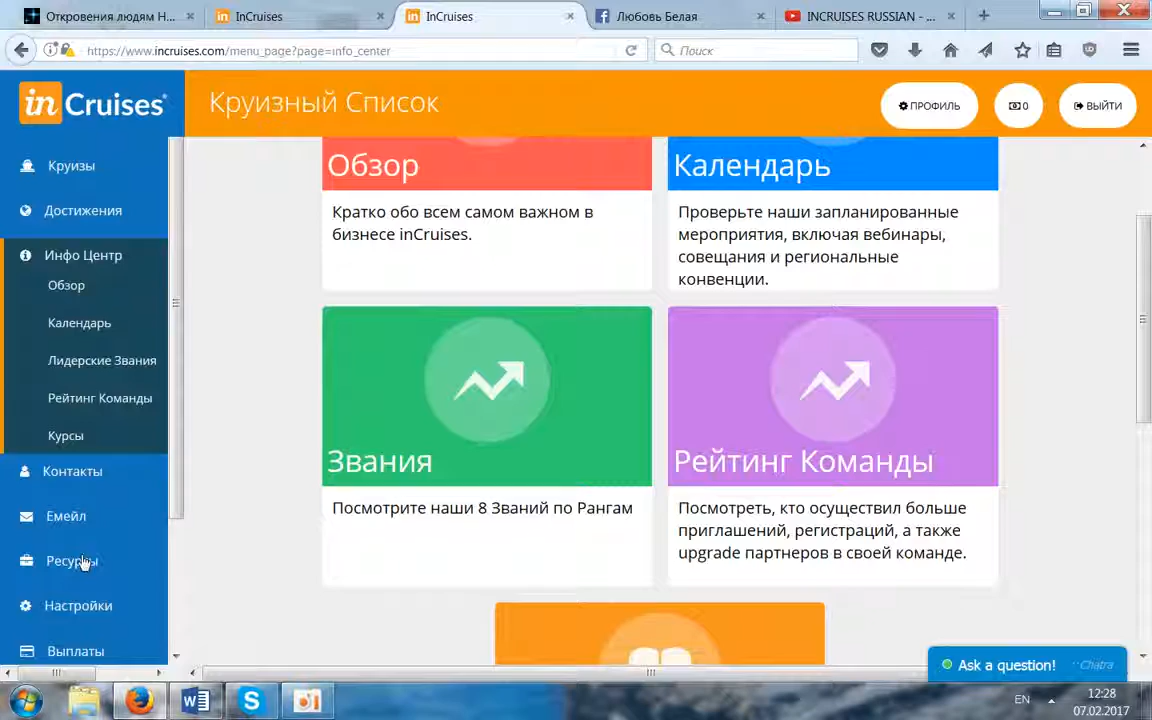 Откровения людям Н...
InCruises
InCruises
Любовь Белая
INCRUISES RUSSIAN - ...
https://www.incruises.com/menu_page?page=info_center
Поиск
inCruises
Круизный Список
ПРОФИЛЬ
0
ВЫЙТИ
Круизы
Достижения
Инфо Центр
Обзор
Календарь
Лидерские Звания
Рейтинг Команды
Курсы
Контакты
Емейл
Ресурсы
Настройки
Выплаты
Обзор
Кратко обо всем самом важном в
бизнесе inCruises.
Календарь
Проверьте наши запланированные
мероприятия, включая вебинары,
совещания и региональные
конвенции.
Звания
Посмотрите наши 8 Званий по Рангам
Рейтинг Команды
Посмотреть, кто осуществил больше
приглашений, регистраций, а также
upgrade партнеров в своей команде.
Ask a question!
Chatra
EN
12:28
07.02.2017